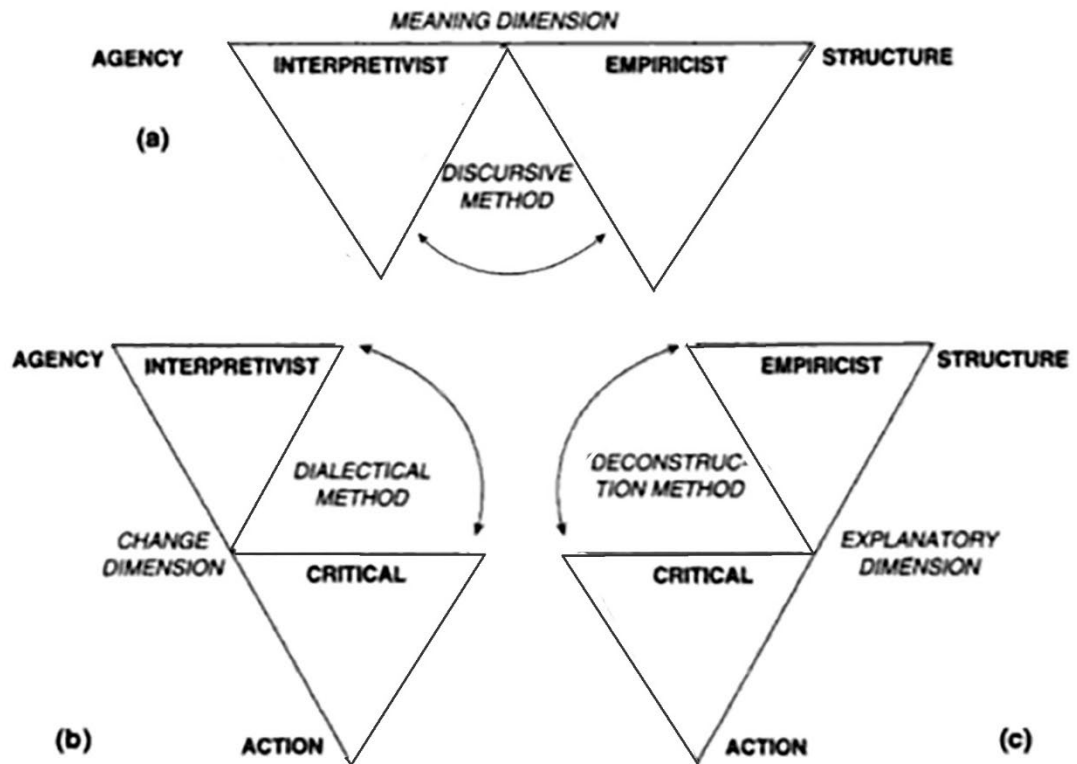 MEANING DIMENSION
AGENCY
INTERPRETIVIST
EMPIRICIST
STRUCTURE
(a)
DISCURSIVE
METHOD
AGENCY
INTERPRETIVIST
EMPIRICIST
STRUCTURE
DIALECTICAL
METHOD
DECONSTRUC-
TION METHOD
CHANGE
DIMENSION
EXPLANATORY
DIMENSION
CRITICAL
CRITICAL
(b)
ACTION
ACTION
(c)